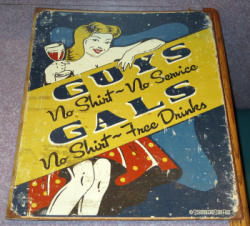 GUYS
No Shirt~No Service
GALS
No Shirt~Free Drinks